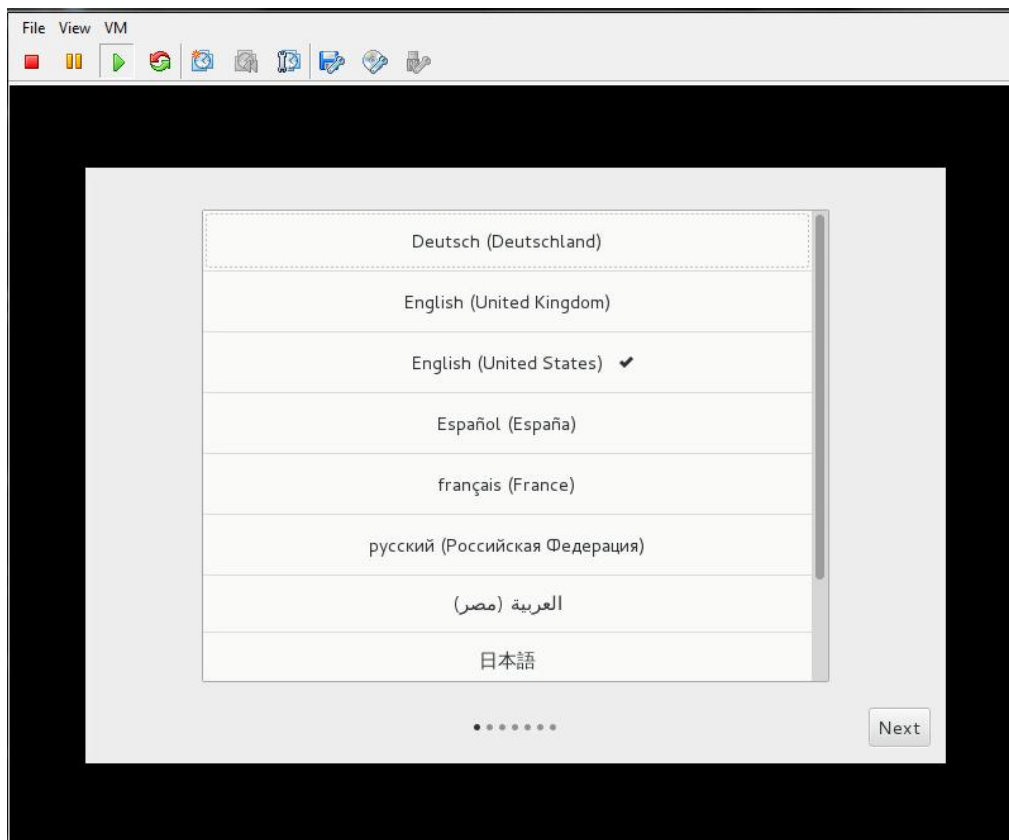 File View VM
Deutsch (Deutschland)
English (United Kingdom)
English (United States) ✔
Español (España)
français (France)
русский (Российская Федерация)
العربية (مصر)
日本語
Next